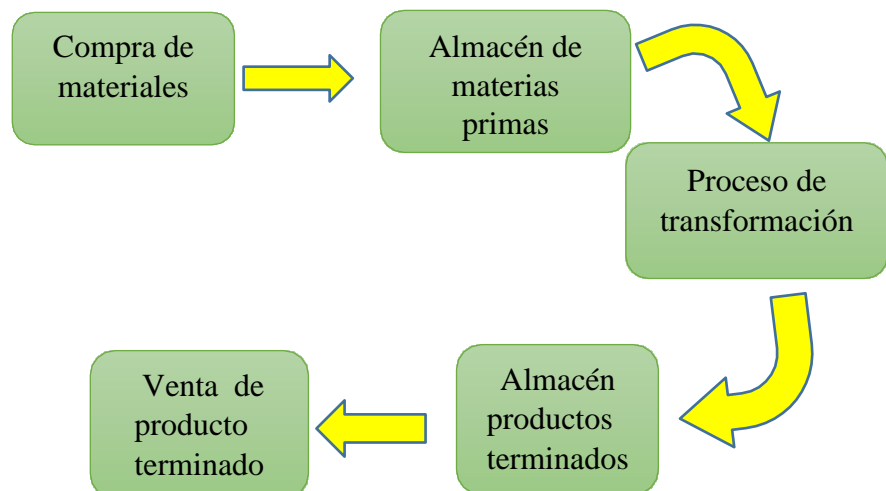 Compra de
materiales
Almacén de
materias
primas
Proceso de
transformación
Almacén
productos
terminados
Venta de
producto
terminado